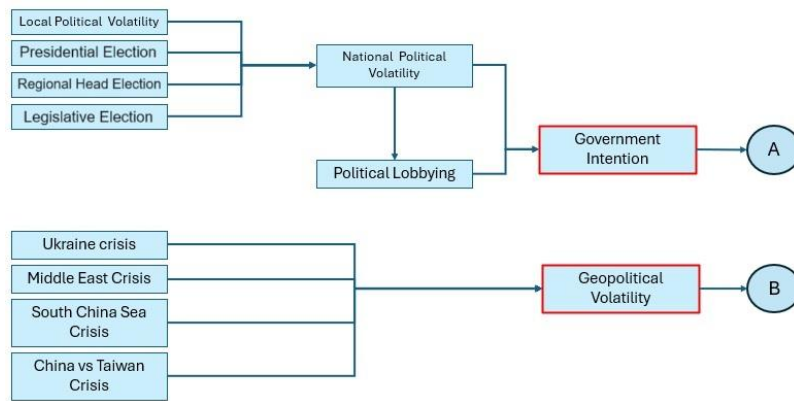 Local Political Volatility
Presidential Election
Regional Head Election
Legislative Election
National Political
Volatility
Political Lobbying
Government
Intention
A
Ukraine crisis
Middle East Crisis
South China Sea
Crisis
China vs Taiwan
Crisis
Geopolitical
Volatility
B